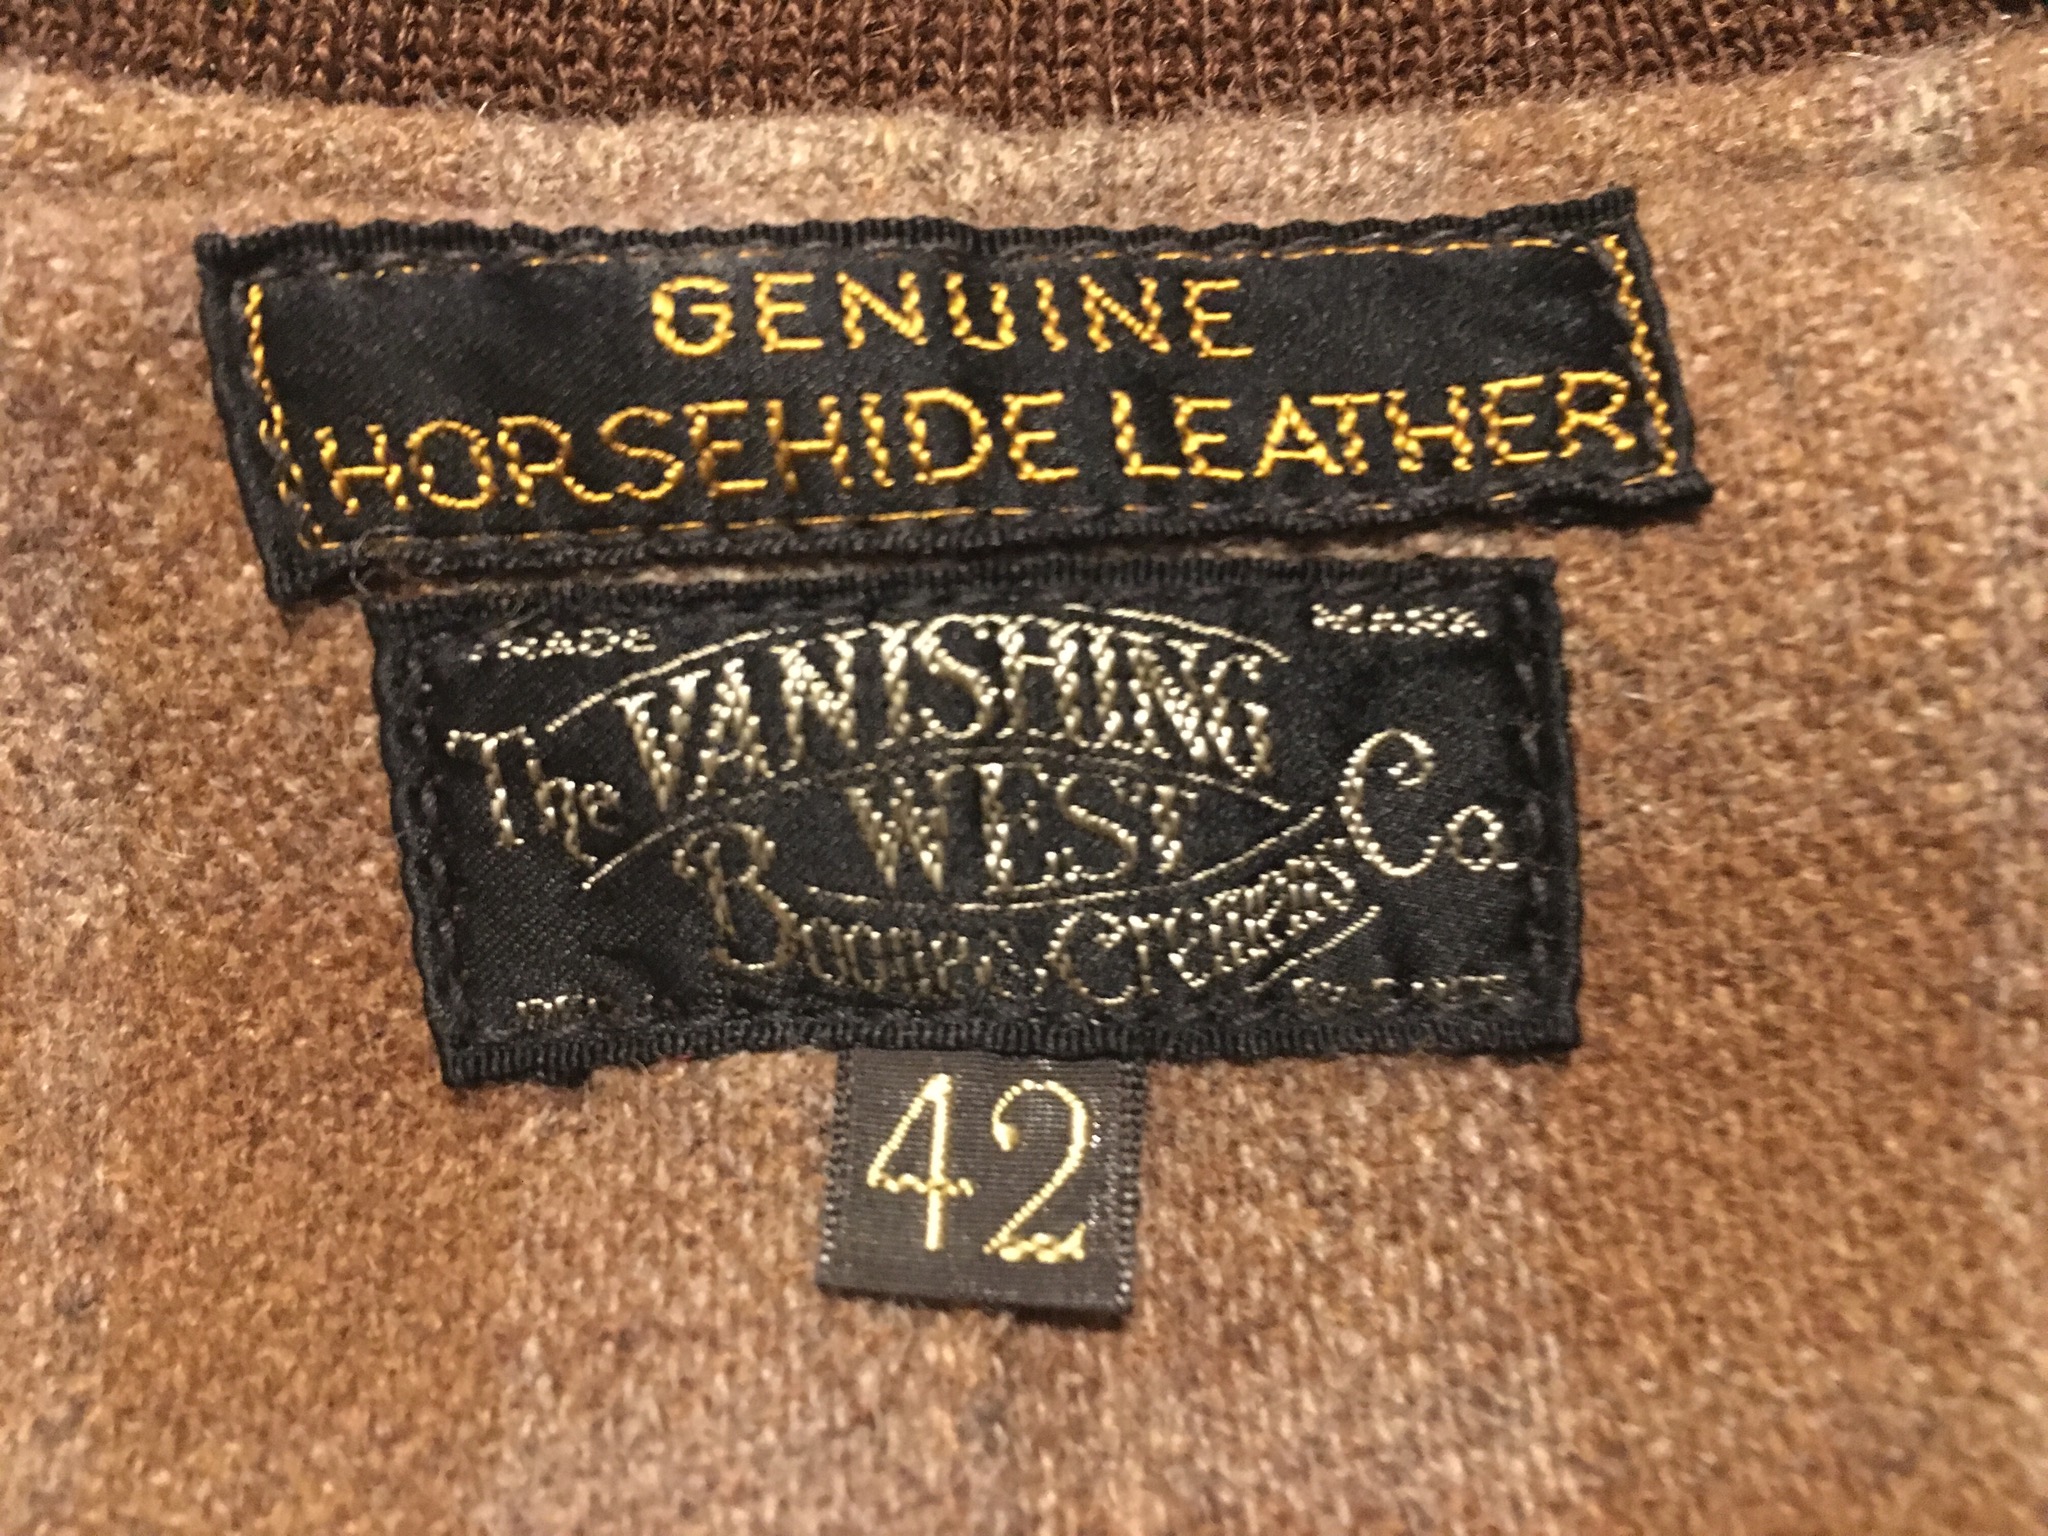 GENUINE
HORSEHIDE LEATHER
TRADE MARK
The VANISHING Co.
WEST
42